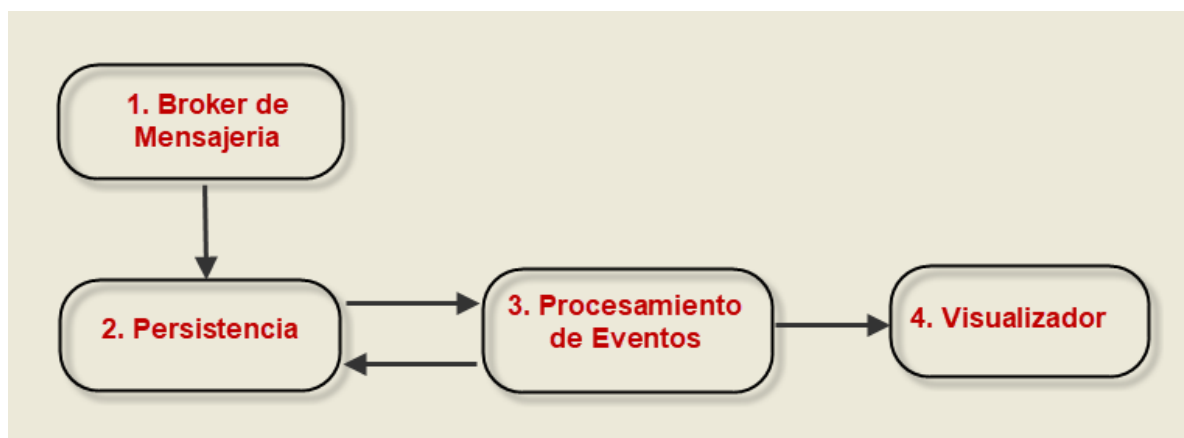 1. Broker de
Mensajeria
2. Persistencia
3. Procesamiento
de Eventos
4. Visualizador